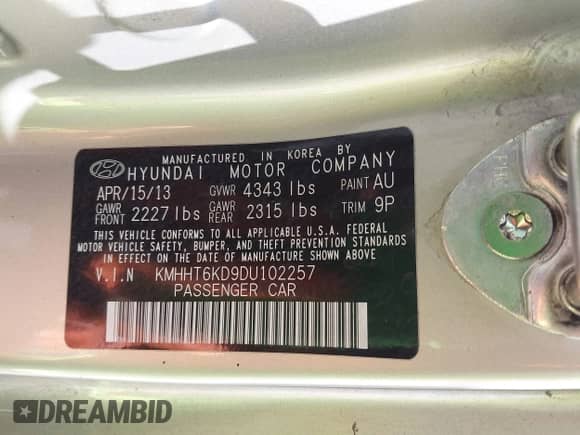 MANUFACTURED IN KOREA BY
HYUNDAI MOTOR COMPANY
APR/15/13 GVWR 4343 lbs PAINT AU
GAWR FRONT 2227 lbs GAWR REAR 2315 lbs TRIM 9P
THIS VEHICLE CONFORMS TO ALL APPLICABLE U.S.A. FEDERAL
MOTOR VEHICLE SAFETY, BUMPER, AND THEFT PREVENTION STANDARDS
IN EFFECT ON THE DATE OF MANUFACTURE SHOWN ABOVE
V.I.N KMHHT6KD9DU102257
PASSENGER CAR
DREAMBID